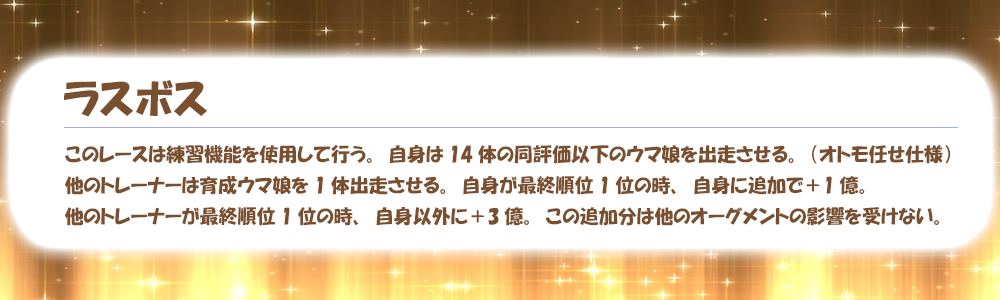 ラスボス
このレースは練習機能を使用して行う。自身は14体の同評価以下のウマ娘を出走させる。(オトモ任せ仕様)
他のトレーナーは育成ウマ娘を1体出走させる。自身が最終順位1位の時、自身に追加で+1億。
他のトレーナーが最終順位1位の時、自身以外に+3億。この追加分は他のオーグメントの影響を受けない。